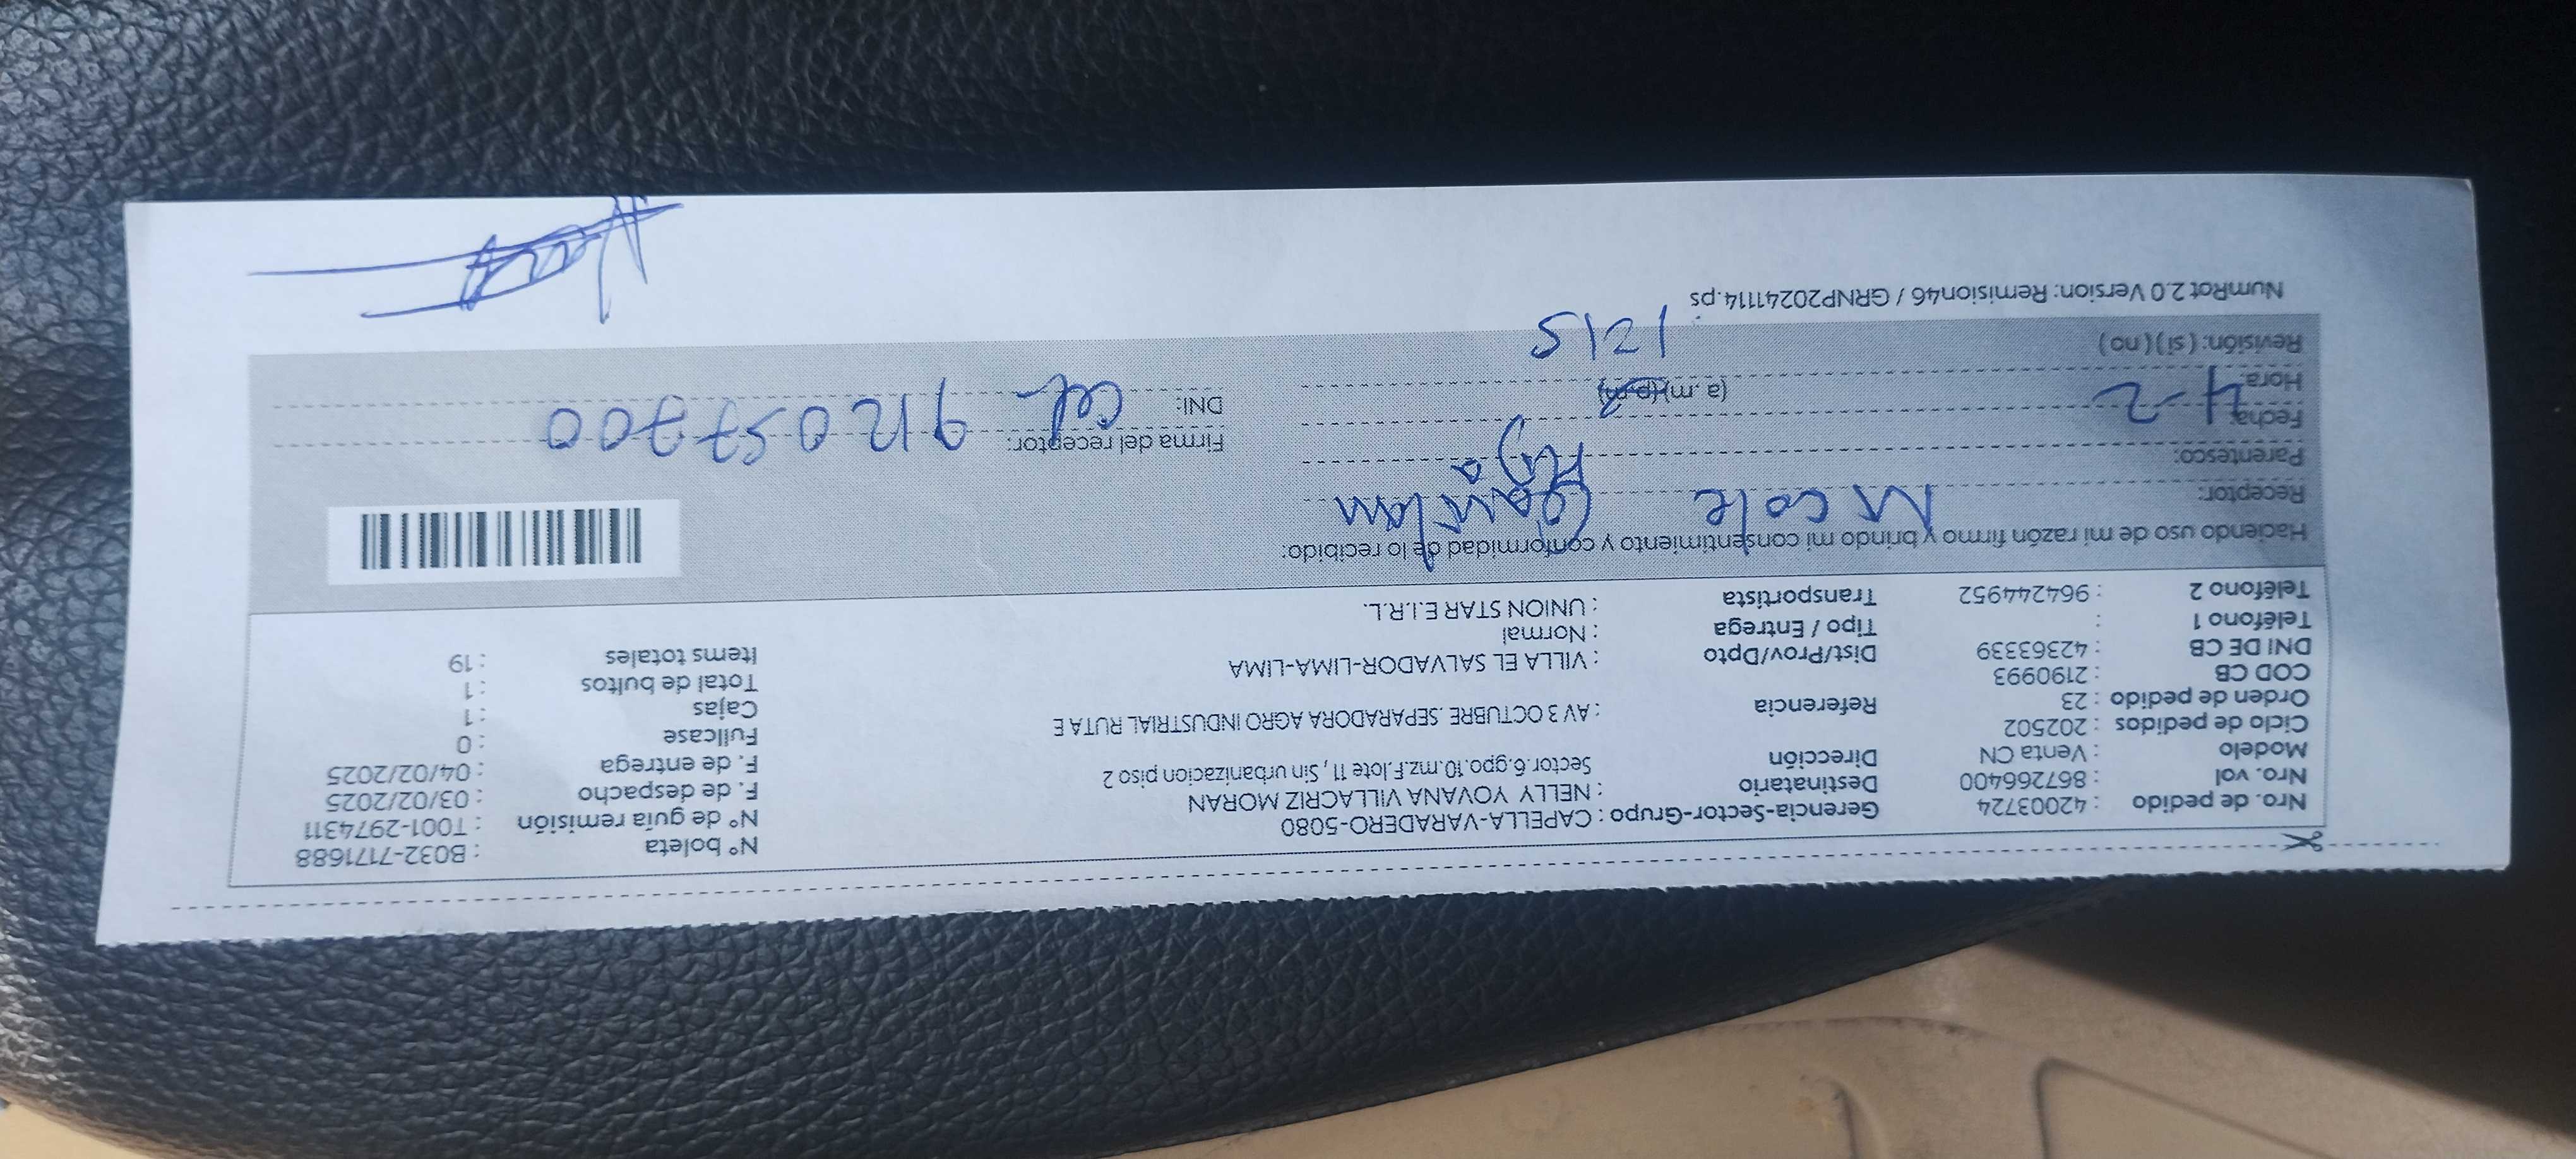 Nro. de pedido : 42003724 Gerencia-Sector-Grupo : CAPELLA-VARADERO-5080 N° boleta : B032-7171688
Nro. vol : 867266400 Destinatario : NELLY YOVANA VILLACRIZ MORAN N° de guía remisión : T001-2974311
Modelo : Venta CN Dirección Sector.6.gpo.10.mz.F.lote 11 , Sin urbanizacion piso 2 F. de despacho : 03/02/2025
Ciclo de pedidos : 202502 F. de entrega : 04/02/2025
Orden de pedido : 23 Referencia : AV 3 OCTUBRE .SEPARADORA AGRO INDUSTRIAL RUTA E Fullcase : 0
COD CB : 2190993 Cajas : 1
DNI DE CB : 42363339 Dist/Prov/Dpto : VILLA EL SALVADOR-LIMA-LIMA Total de bultos : 1
Teléfono 1 : Tipo / Entrega : Normal Items totales : 19
Teléfono 2 : 964244952 Transportista : UNION STAR E.I.R.L.
Haciendo uso de mi razón firmo y brindo mi consentimiento y conformidad de lo recibido:
Receptor:
Parentesco: Hija
Fecha: 4-2 Firma del receptor:
Hora: (a.m)(p.m) DNI: Cel 912057700
Revisión: (sí)(no) 1215
NumRot 2.0 Version: Remision46 / GRNP20241114.ps